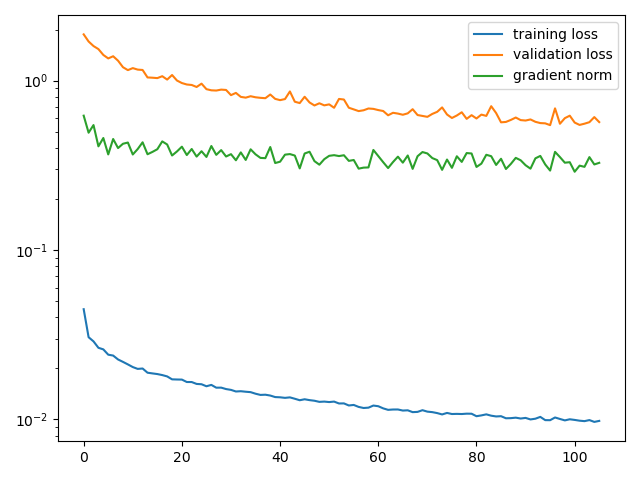 training loss
validation loss
gradient norm
10⁰
10⁻¹
10⁻²
0 20 40 60 80 100